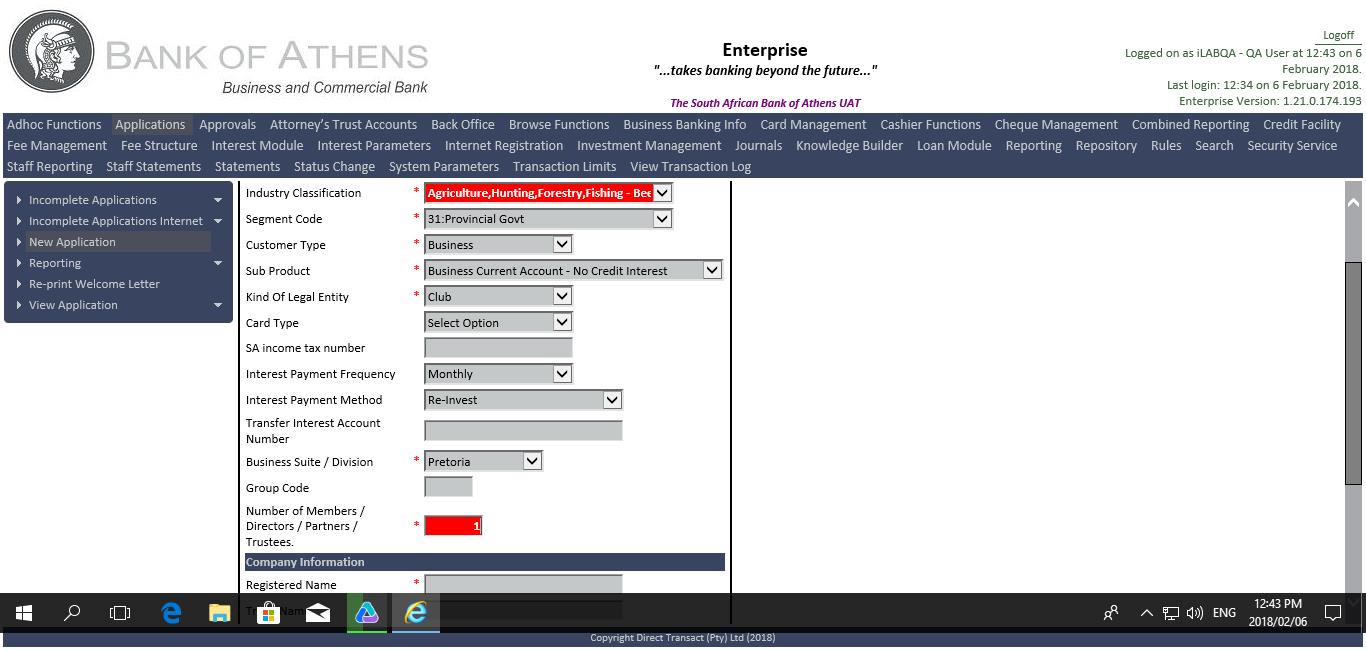 BANK OF ATHENS
Business and Commercial Bank
Enterprise
"...takes banking beyond the future..."
The South African Bank of Athens UAT
Logoff
Logged on as iLABQA - QA User at 12:43 on 6
February 2018.
Last login: 12:34 on 6 February 2018.
Enterprise Version: 1.21.0.174.193
Adhoc Functions Applications Approvals Attorney's Trust Accounts Back Office Browse Functions Business Banking Info Card Management Cashier Functions Cheque Management Combined Reporting Credit Facility
Fee Management Fee Structure Interest Module Interest Parameters Internet Registration Investment Management Journals Knowledge Builder Loan Module Reporting Repository Rules Search Security Service
Staff Reporting Staff Statements Statements Status Change System Parameters Transaction Limits View Transaction Log
Incomplete Applications
Incomplete Applications Internet
New Application
Reporting
Re-print Welcome Letter
View Application
Industry Classification * Agriculture,Hunting,Forestry,Fishing - Bee
Segment Code * 31:Provincial Govt
Customer Type * Business
Sub Product * Business Current Account - No Credit Interest
Kind Of Legal Entity * Club
Card Type Select Option
SA income tax number
Interest Payment Frequency Monthly
Interest Payment Method Re-Invest
Transfer Interest Account
Number
Business Suite / Division * Pretoria
Group Code
Number of Members /
Directors / Partners / * 1
Trustees.
Company Information
Registered Name *
ENG
12:43 PM
2018/02/06
Copyright Direct Transact (Pty) Ltd (2018)